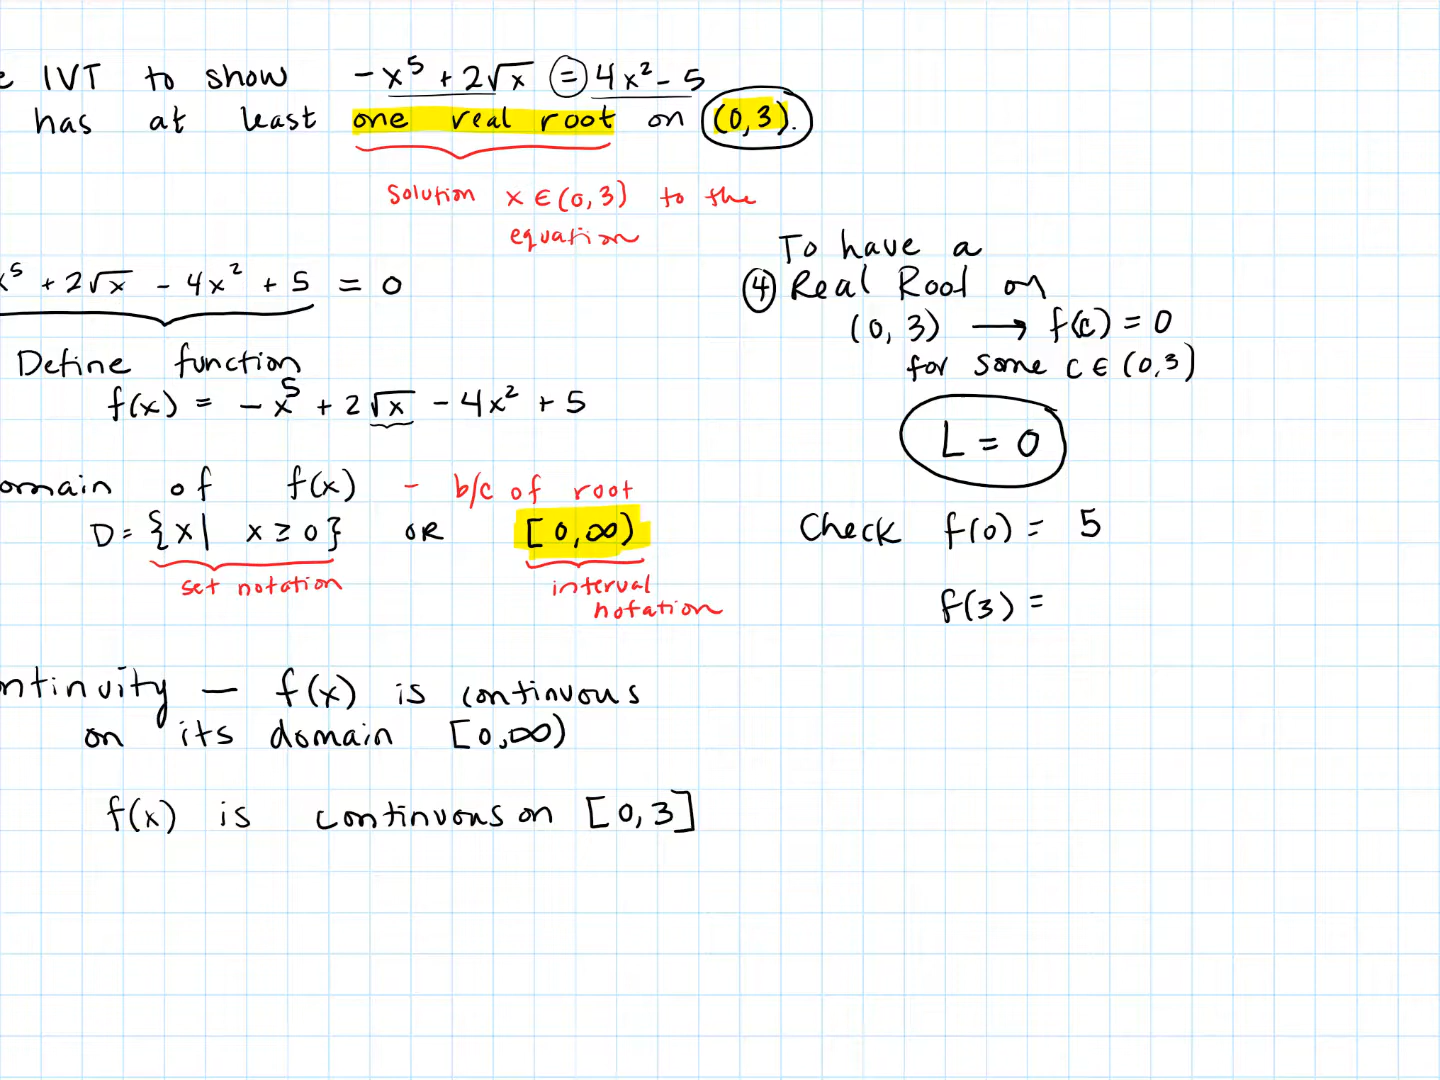 e IVT to show -x⁵ + 2√x = 4x² - 5
has at least one real root on (0,3).
Solution x ∈ (0,3) to the
equation
x⁵ + 2√x - 4x² + 5 = 0
Define function
f(x) = -x⁵ + 2√x - 4x² + 5
omain of f(x) - b/c of root
D = {x| x ≥ 0} OR [0,∞)
set notation
interval
notation
ntinuity — f(x) is continuous
on its domain [0,∞)
f(x) is continuous on [0,3]
To have a
④ Real Root on
(0,3) → f(c) = 0
for some c ∈ (0,3)
L = 0
Check f(0) = 5
f(3) =